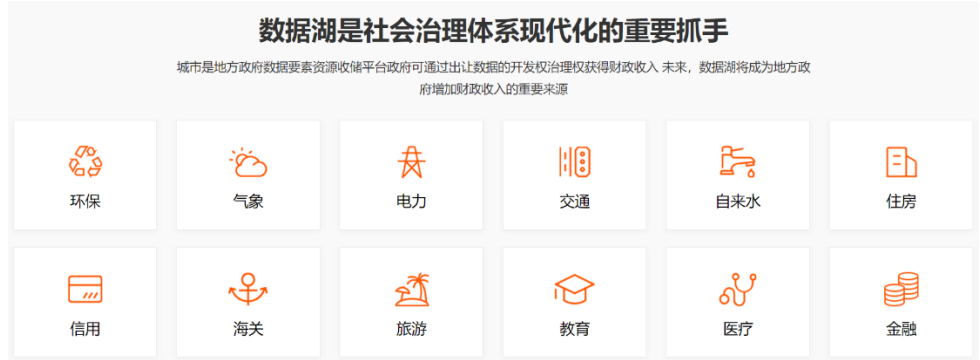 数据湖是社会治理体系现代化的重要抓手
城市是地方政府数据要素资源收储平台政府可通过出让数据的开发权治理权获得财政收入 未来，数据湖将成为地方政
府增加财政收入的重要来源
环保 气象 电力 交通 自来水 住房
信用 海关 旅游 教育 医疗 金融